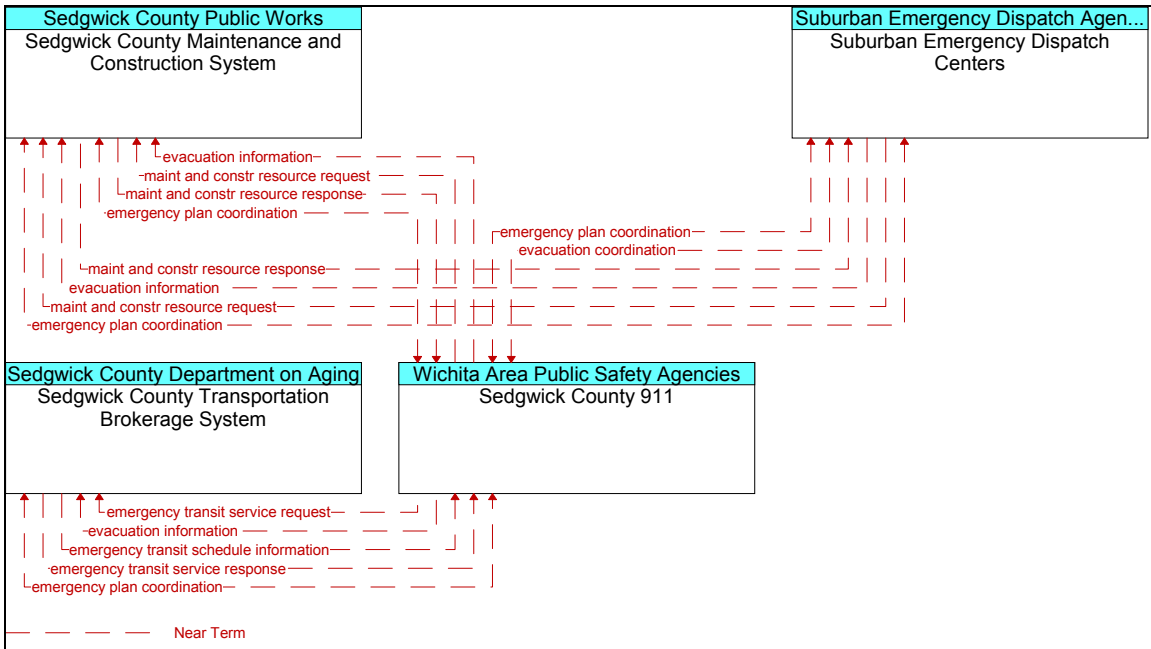 Sedgwick County Public Works
Sedgwick County Maintenance and
Construction System
Suburban Emergency Dispatch Agen...
Suburban Emergency Dispatch
Centers
evacuation information
maint and constr resource request
maint and constr resource response
emergency plan coordination
emergency plan coordination
evacuation coordination
maint and constr resource response
evacuation information
maint and constr resource request
emergency plan coordination
Sedgwick County Department on Aging
Sedgwick County Transportation
Brokerage System
Wichita Area Public Safety Agencies
Sedgwick County 911
emergency transit service request
evacuation information
emergency transit schedule information
emergency transit service response
emergency plan coordination
Near Term